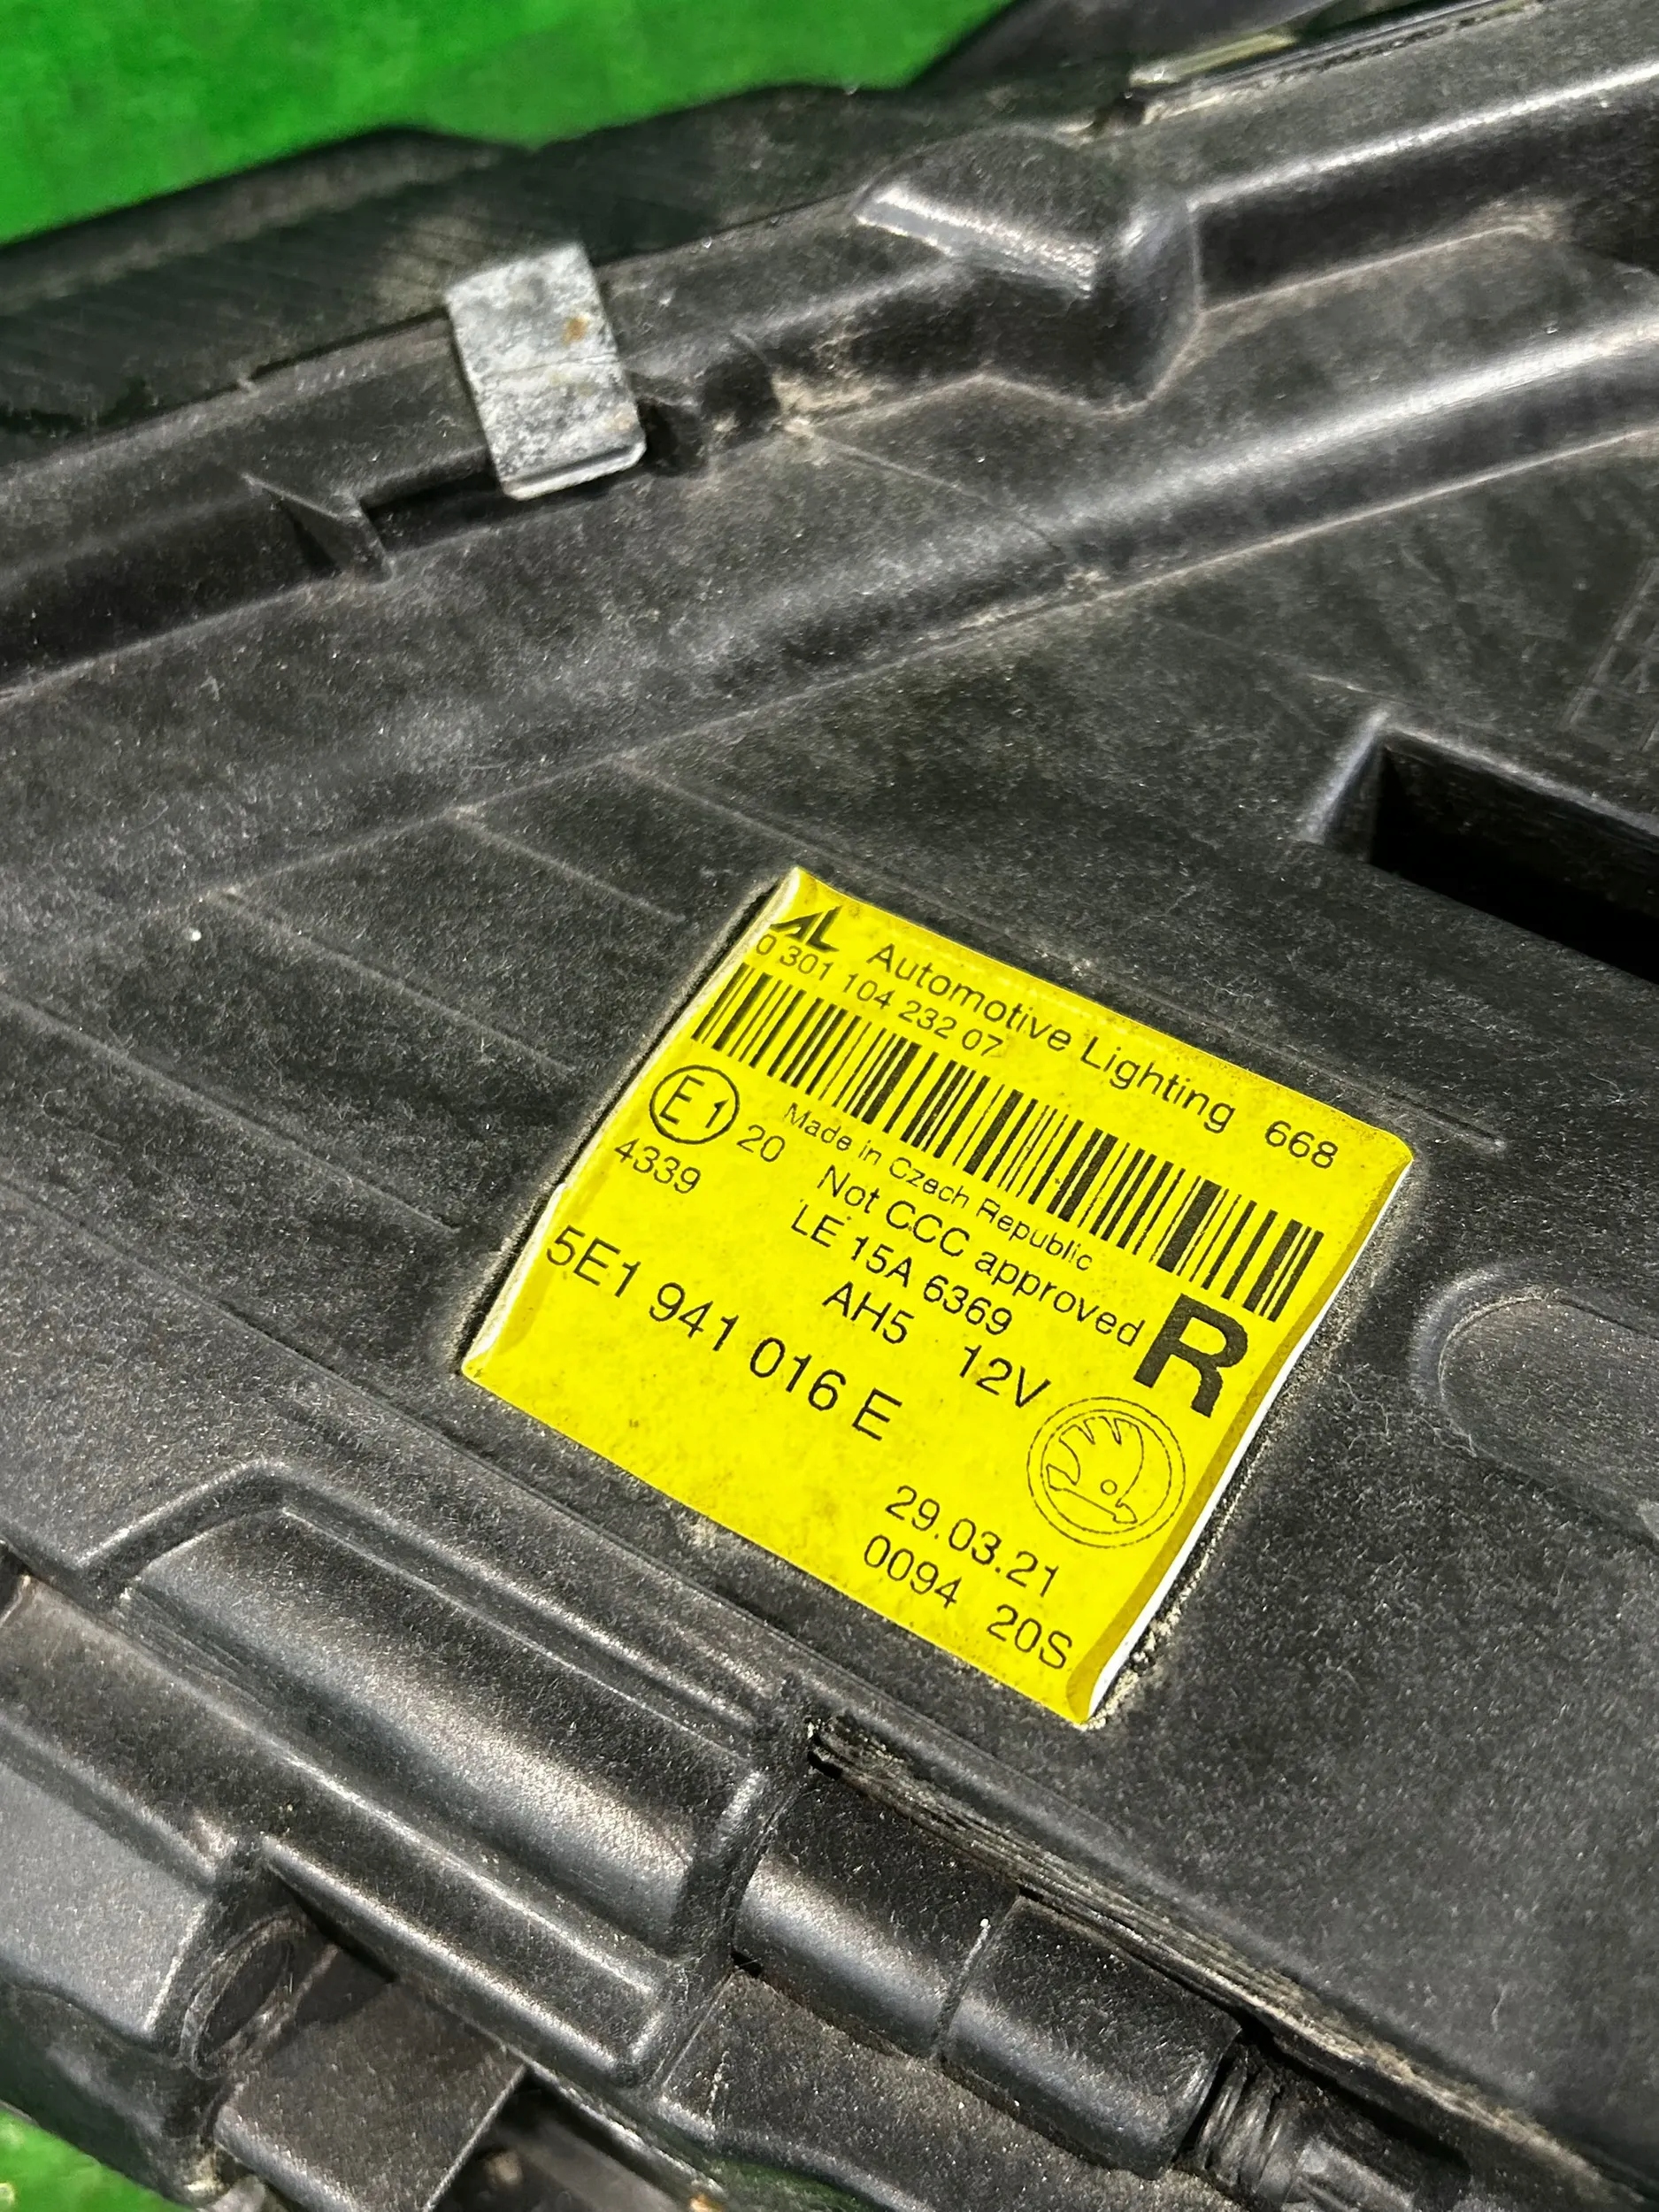 AL Automotive Lighting 668
0 301 104 232 07
Made in Czech Republic
E1 20 Not CCC approved R
4339 LE 15A 6369
AH5 12V
5E1 941 016 E
29.03.21
0094 20S